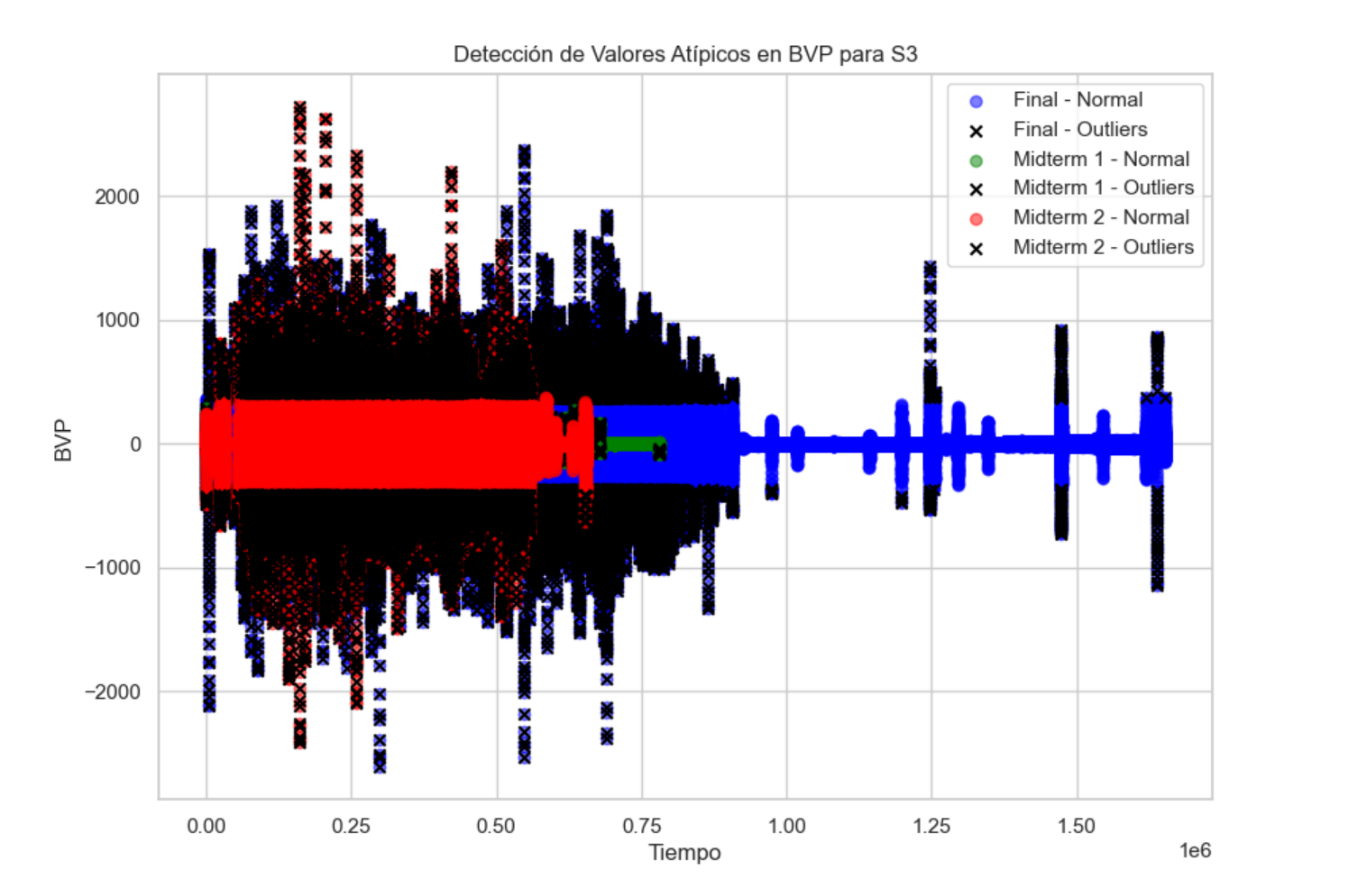 Detección de Valores Atípicos en BVP para S3
Final - Normal
Final - Outliers
Midterm 1 - Normal
Midterm 1 - Outliers
Midterm 2 - Normal
Midterm 2 - Outliers
BVP
2000
1000
0
−1000
−2000
0.00 0.25 0.50 0.75 1.00 1.25 1.50
1e6
Tiempo